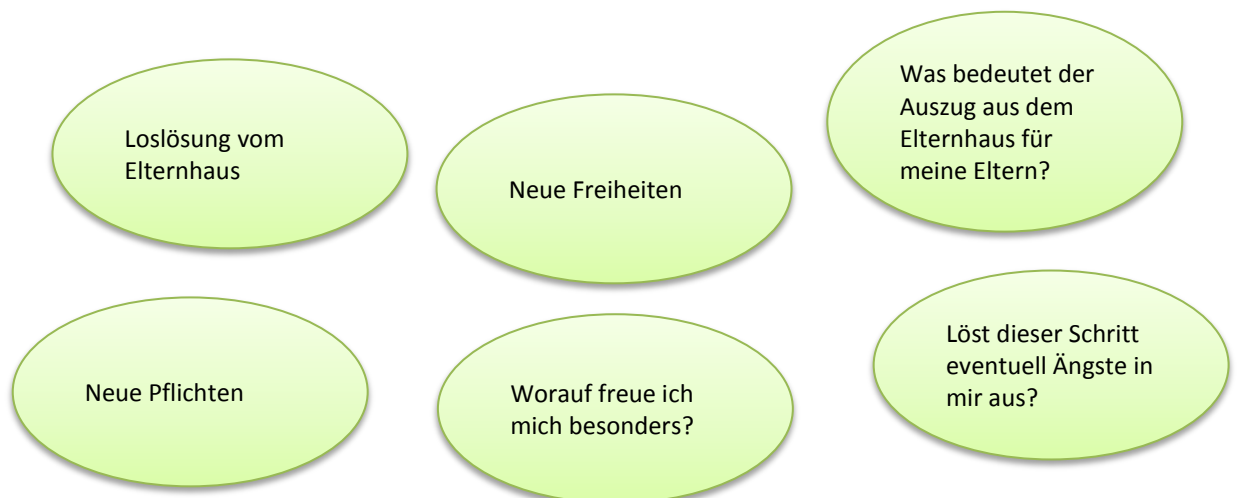 Loslösung vom
Elternhaus
Neue Freiheiten
Was bedeutet der
Auszug aus dem
Elternhaus für
meine Eltern?
Neue Pflichten
Worauf freue ich
mich besonders?
Löst dieser Schritt
eventuell Ängste in
mir aus?